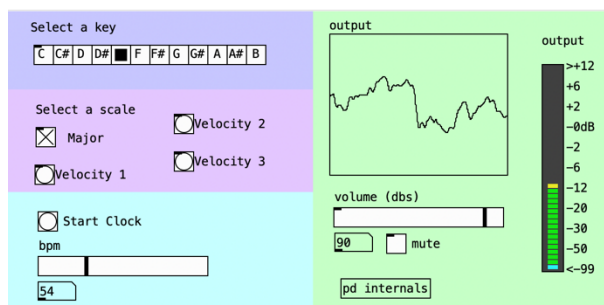 Select a key
C C# D D# F F# G G# A A# B
Select a scale
Major
Velocity 1
Velocity 2
Velocity 3
Start Clock
bpm
54
output
volume (dbs)
90
mute
pd internals
output
>+12
+6
+2
-0dB
-2
-6
-12
-20
-30
-50
<-99